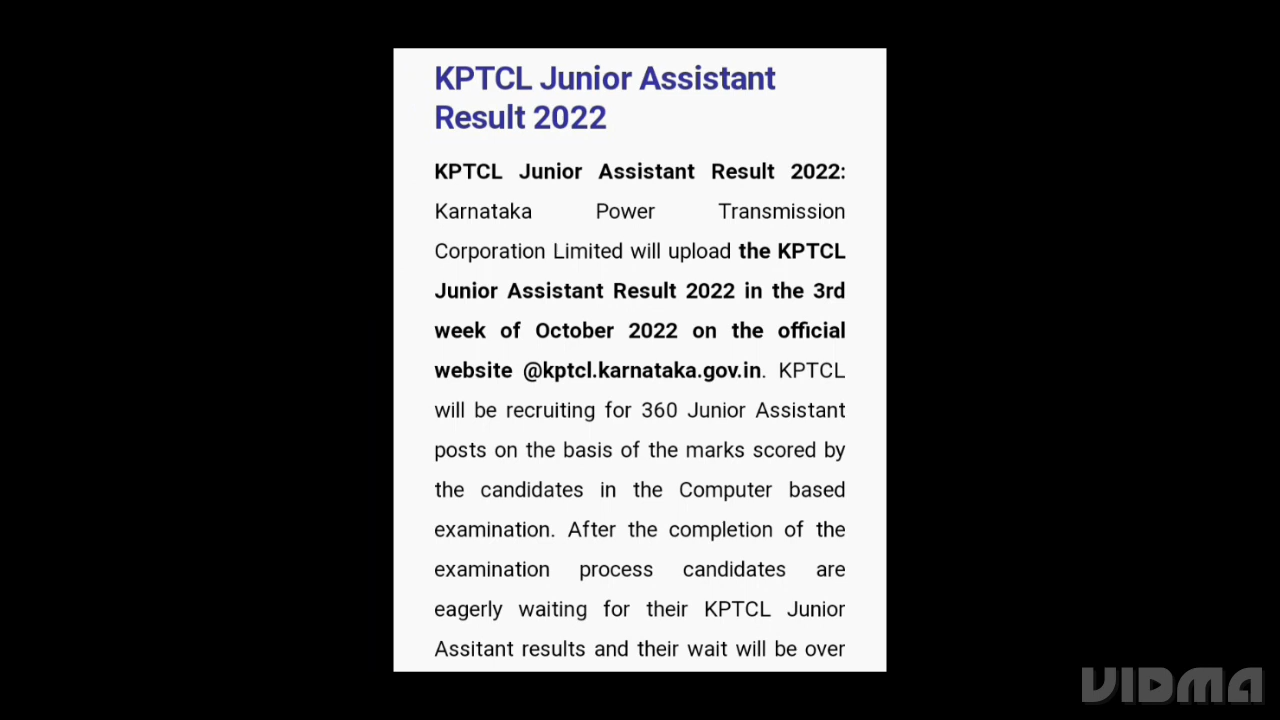 KPTCL Junior Assistant
Result 2022
KPTCL Junior Assistant Result 2022:
Karnataka Power Transmission
Corporation Limited will upload the KPTCL
Junior Assistant Result 2022 in the 3rd
week of October 2022 on the official
website @kptcl.karnataka.gov.in. KPTCL
will be recruiting for 360 Junior Assistant
posts on the basis of the marks scored by
the candidates in the Computer based
examination. After the completion of the
examination process candidates are
eagerly waiting for their KPTCL Junior
Assitant results and their wait will be over
VIDMA